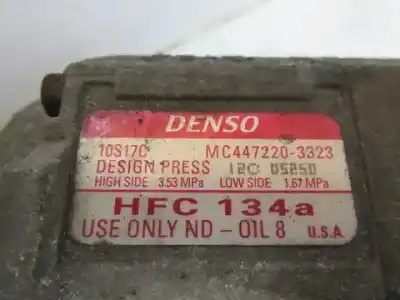 DENSO
10S17C MC447220-3323
DESIGN PRESS 12C 05250
HIGH SIDE 3.53 MPa LOW SIDE 1.67 MPa
HFC 134a
USE ONLY ND-OIL 8 U.S.A.